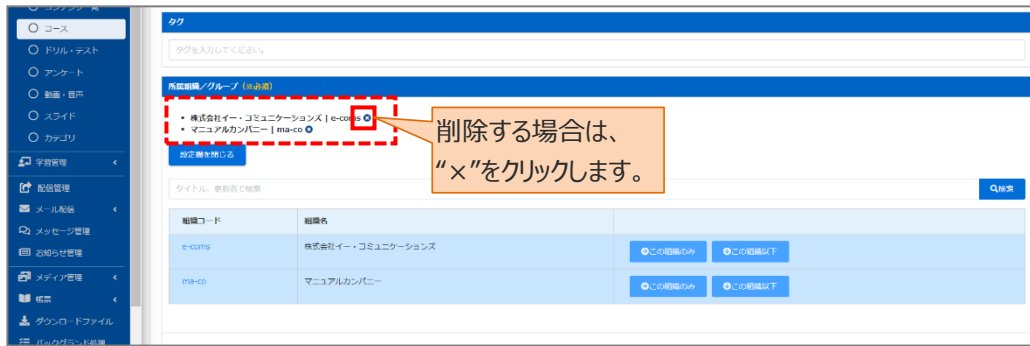 コース
ドリル・テスト
アンケート
動画・音声
スライド
カテゴリ
学習管理
配信管理
メール配信
メッセージ管理
お知らせ管理
メディア管理
帳票
ダウンロードファイル
バックグランド処理
タグ
タグを入力してください。
所属組織/グループ (※必須)
株式会社イー・コミュニケーションズ | e-coms
マニュアルカンパニー | ma-co
設定欄を閉じる
削除する場合は、
“×”をクリックします。
タイトル、更新者で検索
検索
組織コード 組織名
e-coms 株式会社イー・コミュニケーションズ この組織のみ この組織以下
ma-co マニュアルカンパニー この組織のみ この組織以下